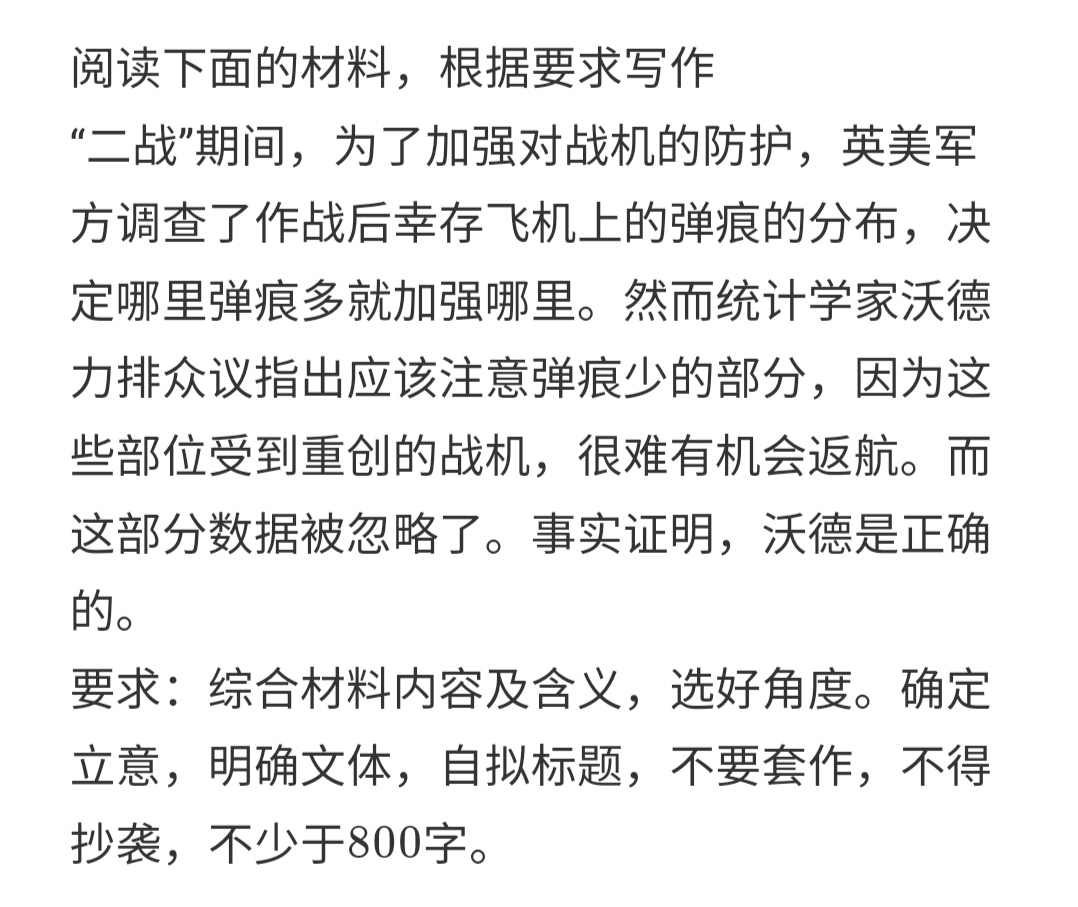 阅读下面的材料，根据要求写作
“二战”期间，为了加强对战机的防护，英美军
方调查了作战后幸存飞机上的弹痕的分布，决
定哪里弹痕多就加强哪里。然而统计学家沃德
力排众议指出应该注意弹痕少的部分，因为这
些部位受到重创的战机，很难有机会返航。而
这部分数据被忽略了。事实证明，沃德是正确
的。
要求：综合材料内容及含义，选好角度。确定
立意，明确文体，自拟标题，不要套作，不得
抄袭，不少于800字。